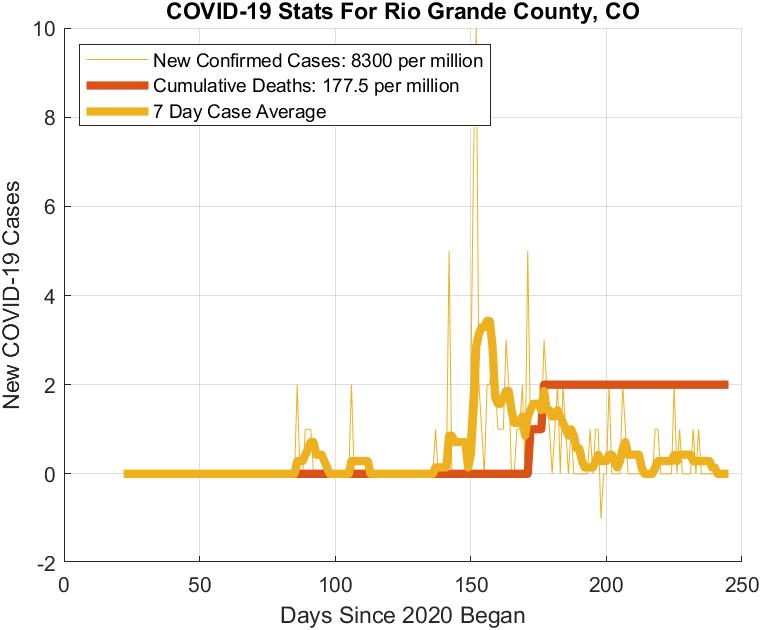 COVID-19 Stats For Rio Grande County, CO
New Confirmed Cases: 8300 per million
Cumulative Deaths: 177.5 per million
7 Day Case Average
New COVID-19 Cases
10
8
6
4
2
0
-2
0 50 100 150 200 250
Days Since 2020 Began